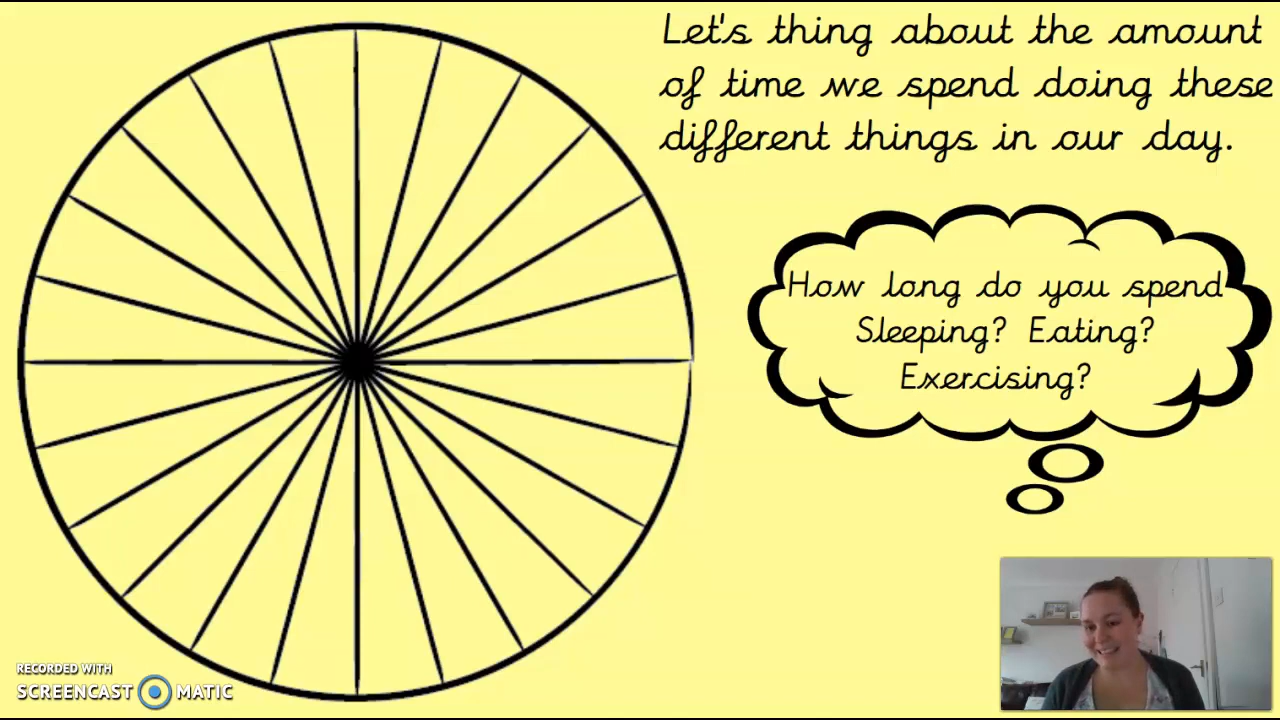 Let's thing about the amount
of time we spend doing these
different things in our day.
How long do you spend
Sleeping? Eating?
Exercising?
RECORDED WITH
SCREENCAST MATIC